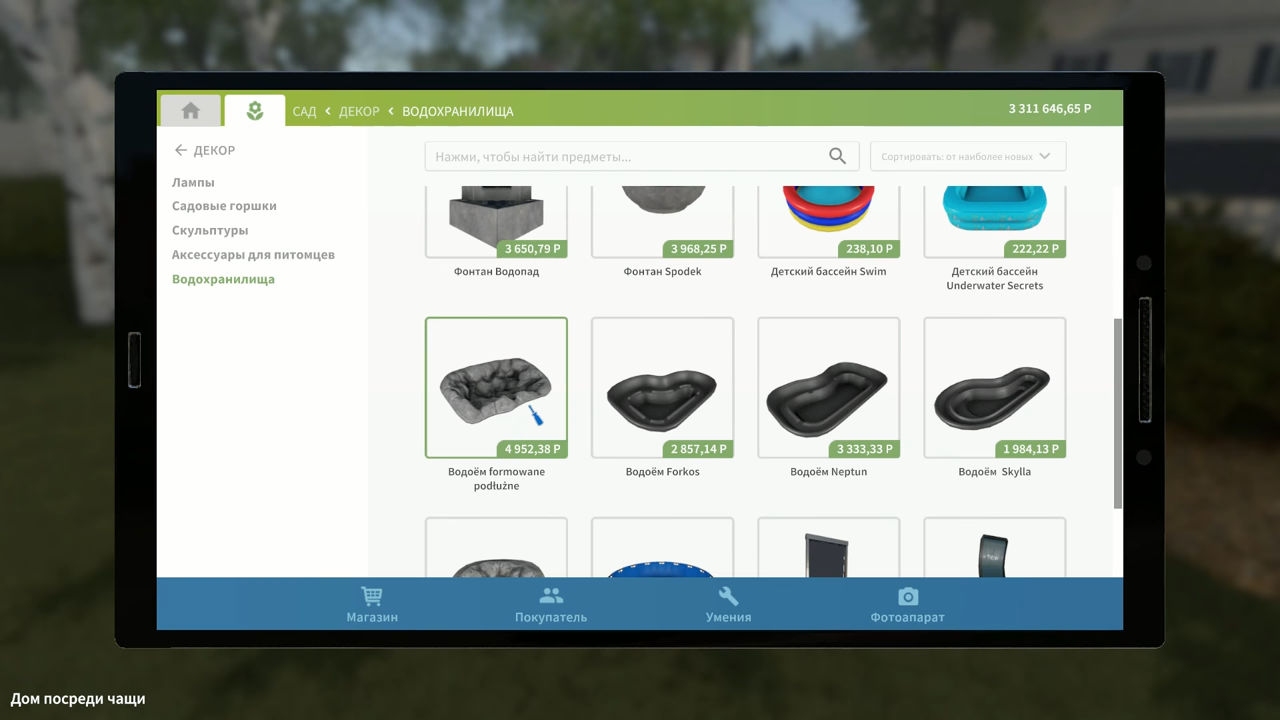 САД < ДЕКОР < ВОДОХРАНИЛИЩА
3 311 646,65 Р
ДЕКОР
Лампы
Садовые горшки
Скульптуры
Аксессуары для питомцев
Водохранилища
Нажми, чтобы найти предметы...
Сортировать: от наиболее новых
3 650,79 Р
3 968,25 Р
238,10 Р
222,22 Р
Фонтан Водопад
Фонтан Spodek
Детский бассейн Swim
Детский бассейн
Underwater Secrets
4 952,38 Р
2 857,14 Р
3 333,33 Р
1 984,13 Р
Водоём formowane
podłużne
Водоём Forkos
Водоём Neptun
Водоём Skylla
Магазин
Покупатель
Умения
Фотоапарат
Дом посреди чащи